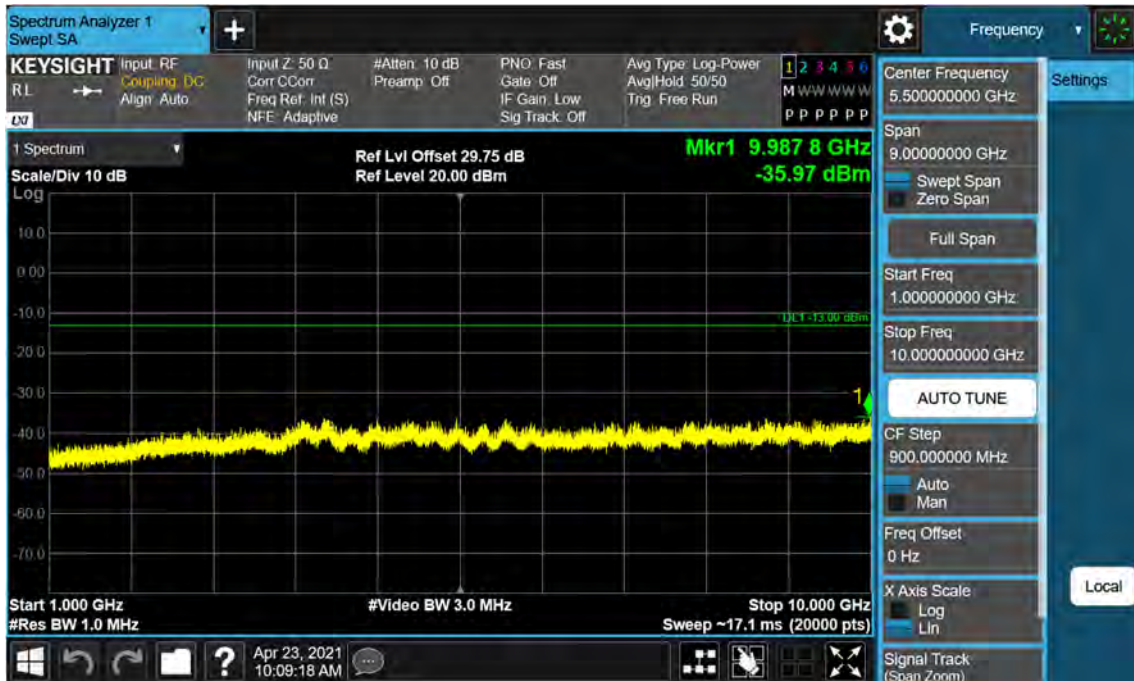 Spectrum Analyzer 1
Swept SA
+
Frequency
KEYSIGHT
RL
LXI
Input: RF
Coupling: DC
Align: Auto
Input Z: 50 Ω
Corr CCorr
Freq Ref: Int (S)
NFE: Adaptive
#Atten: 10 dB
Preamp: Off
PNO: Fast
Gate: Off
IF Gain: Low
Sig Track: Off
Avg Type: Log-Power
Avg|Hold: 50/50
Trig: Free Run
1 2 3 4 5 6
M W W W W W
P P P P P P
1 Spectrum
Scale/Div 10 dB
Ref Lvl Offset 29.75 dB
Ref Level 20.00 dBm
Mkr1 9.987 8 GHz
-35.97 dBm
Log
10.0
0.00
-10.0
DL1 -13.00 dBm
-20.0
-30.0
1
-40.0
-50.0
-60.0
-70.0
Start 1.000 GHz
#Video BW 3.0 MHz
Stop 10.000 GHz
#Res BW 1.0 MHz
Sweep ~17.1 ms (20000 pts)
?
Apr 23, 2021
10:09:18 AM
Center Frequency
5.500000000 GHz
Settings
Span
9.00000000 GHz
Swept Span
Zero Span
Full Span
Start Freq
1.000000000 GHz
Stop Freq
10.000000000 GHz
AUTO TUNE
CF Step
900.000000 MHz
Auto
Man
Freq Offset
0 Hz
X Axis Scale
Log
Lin
Local
Signal Track
(Span Zoom)